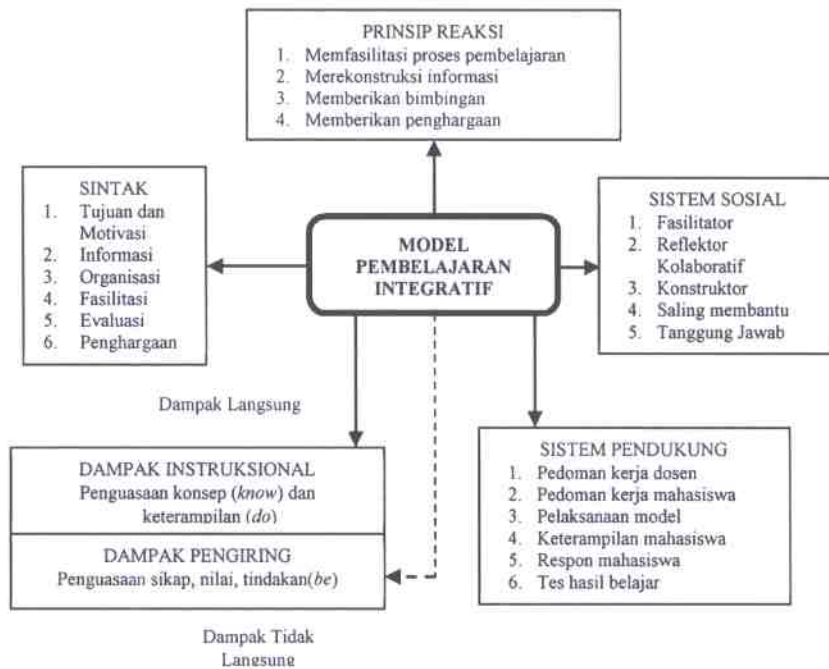 PRINSIP REAKSI
1. Memfasilitasi proses pembelajaran
2. Merekonstruksi informasi
3. Memberikan bimbingan
4. Memberikan penghargaan
SINTAK
1. Tujuan dan
Motivasi
2. Informasi
3. Organisasi
4. Fasilitasi
5. Evaluasi
6. Penghargaan
MODEL
PEMBELAJARAN
INTEGRATIF
SISTEM SOSIAL
1. Fasilitator
2. Reflektor
Kolaboratif
3. Konstruktor
4. Saling membantu
5. Tanggung Jawab
Dampak Langsung
DAMPAK INSTRUKSIONAL
Penguasaan konsep (know) dan
keterampilan (do)
DAMPAK PENGIRING
Penguasaan sikap, nilai, tindakan(be)
Dampak Tidak
Langsung
SISTEM PENDUKUNG
1. Pedoman kerja dosen
2. Pedoman kerja mahasiswa
3. Pelaksanaan model
4. Keterampilan mahasiswa
5. Respon mahasiswa
6. Tes hasil belajar